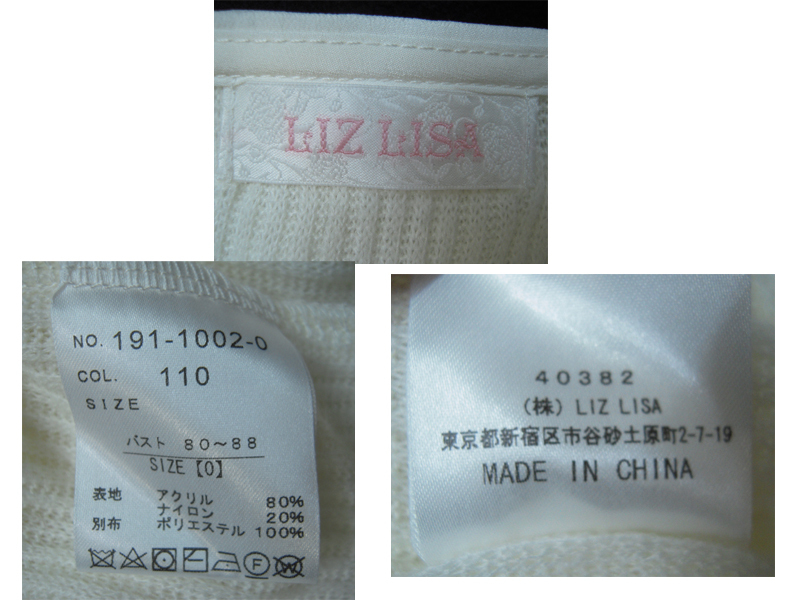 LIZ LISA
NO. 191-1002-0
COL. 110
SIZE
バスト 80~88
SIZE【0】
表地 アクリル 80%
ナイロン 20%
別布 ポリエステル 100%
F W
40382
(株) LIZ LISA
東京都新宿区市谷砂土原町2-7-19
MADE IN CHINA